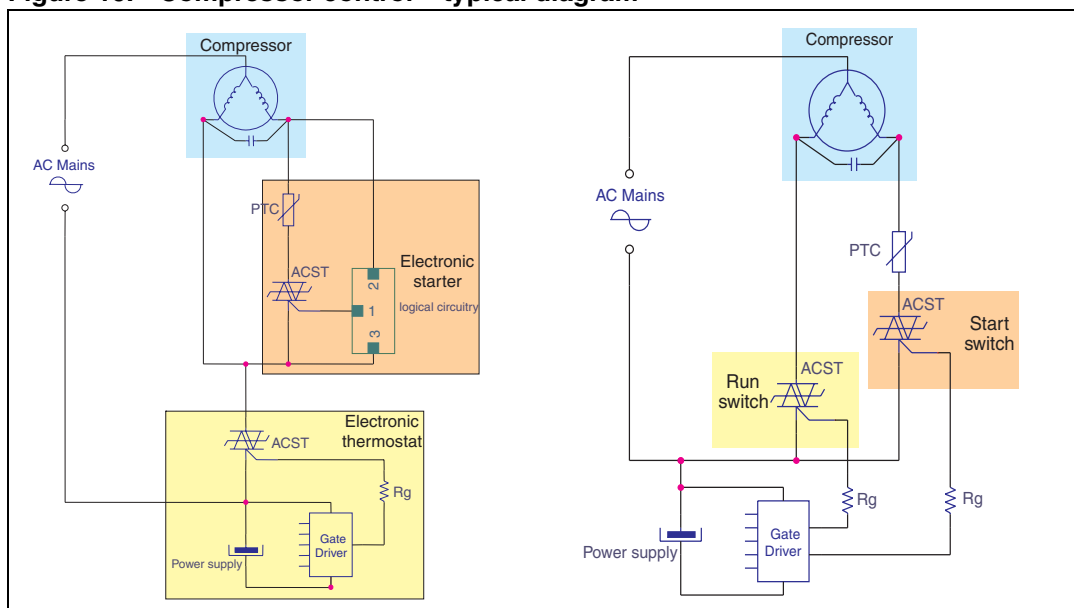 Compressor
AC Mains
PTC
ACST
Electronic
starter
logical circuitry
2
1
3
Electronic
thermostat
ACST
Rg
Gate
Driver
Power supply
Compressor
AC Mains
PTC
ACST
Start
switch
ACST
Run
switch
Rg
Rg
Gate
Driver
Power supply